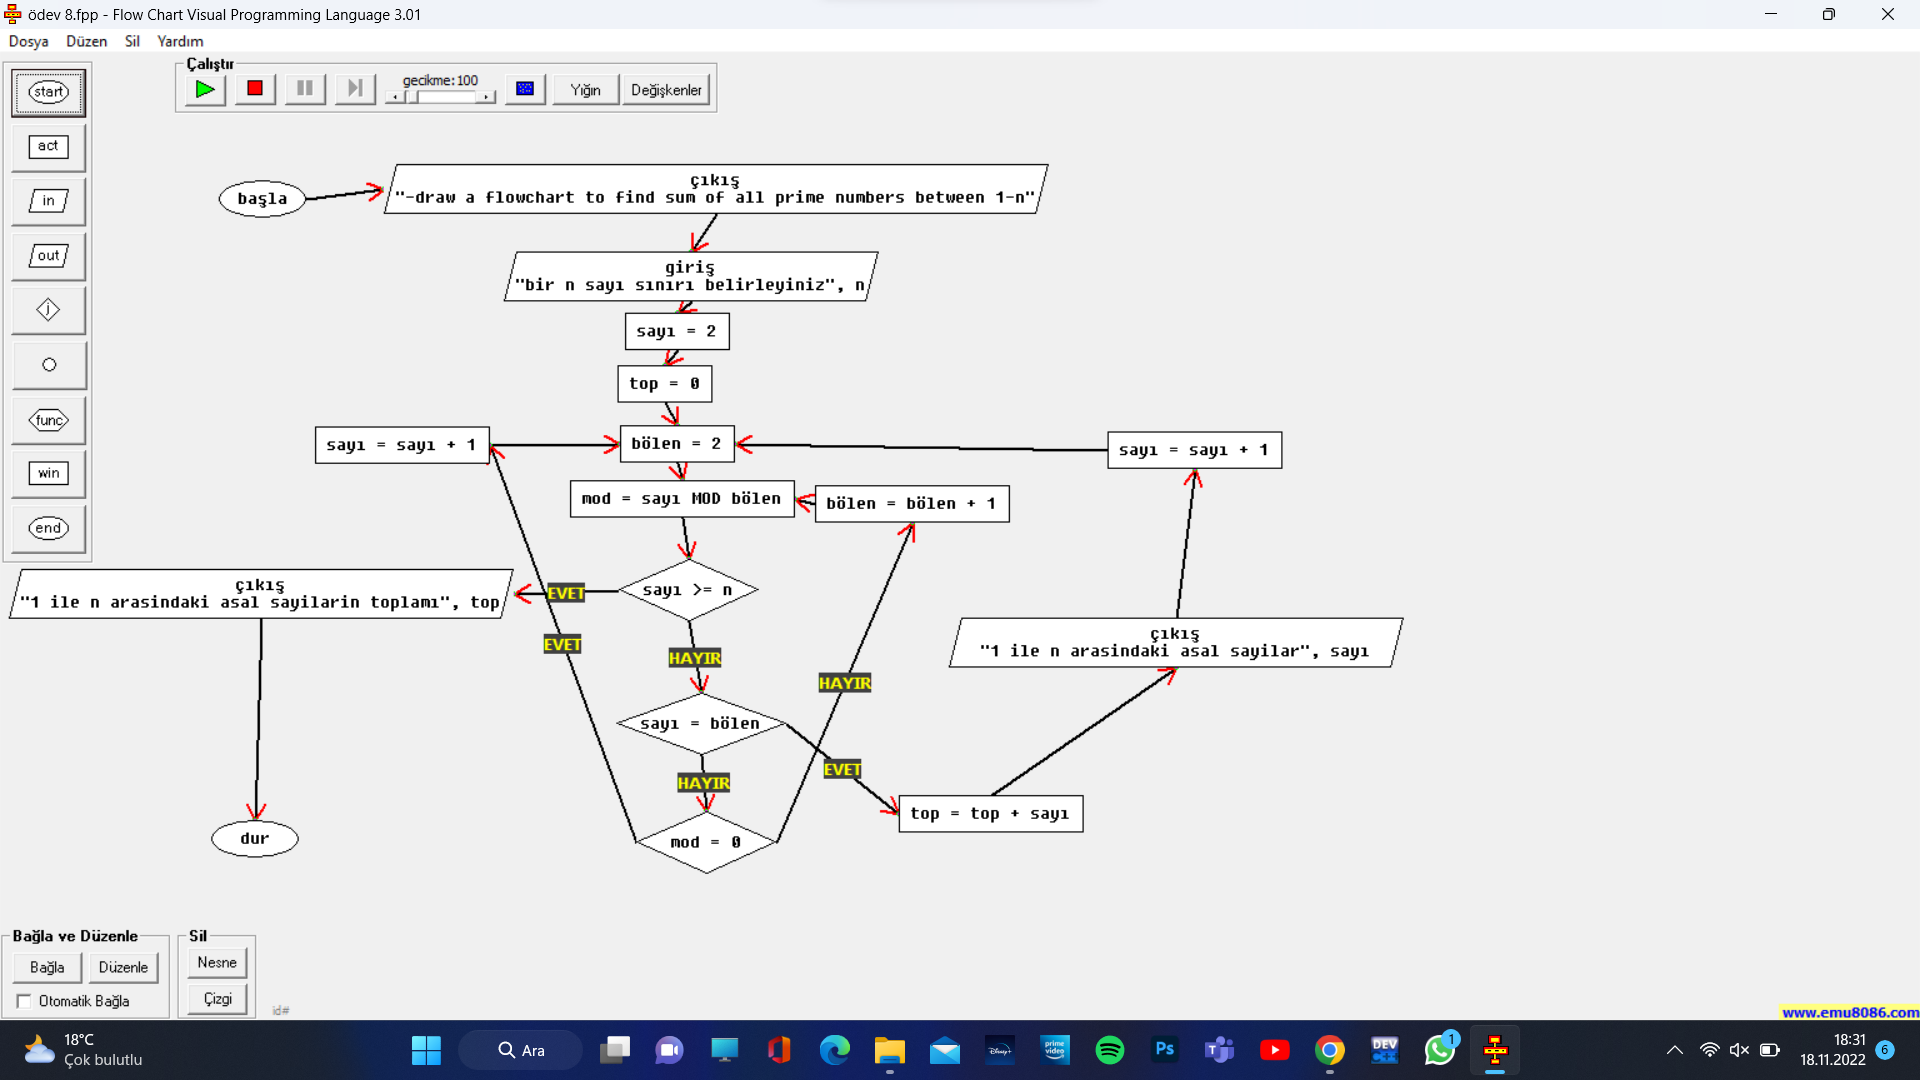 ödev 8.fpp - Flow Chart Visual Programming Language 3.01
Dosya Düzen Sil Yardım
Çalıştır
gecikme:100
Yığın
Değişkenler
start
act
in
out
j
func
win
end
başla
çıkış
"-draw a flowchart to find sum of all prime numbers between 1-n"
giriş
"bir n sayı sınırı belirleyiniz", n
sayı = 2
top = 0
sayı = sayı + 1
bölen = 2
sayı = sayı + 1
mod = sayı MOD bölen
bölen = bölen + 1
çıkış
"1 ile n arasindaki asal sayilarin toplamı", top
EVET
sayı >= n
EVET
HAYIR
çıkış
"1 ile n arasindaki asal sayilar", sayı
HAYIR
sayı = bölen
EVET
HAYIR
top = top + sayı
mod = 0
dur
Bağla ve Düzenle
Bağla
Düzenle
Otomatik Bağla
Sil
Nesne
Çizgi
id#
www.emu8086.com
18°C
Çok bulutlu
Ara
Disney+
prime video
Ps
DEV
C++
1
18:31
18.11.2022
6